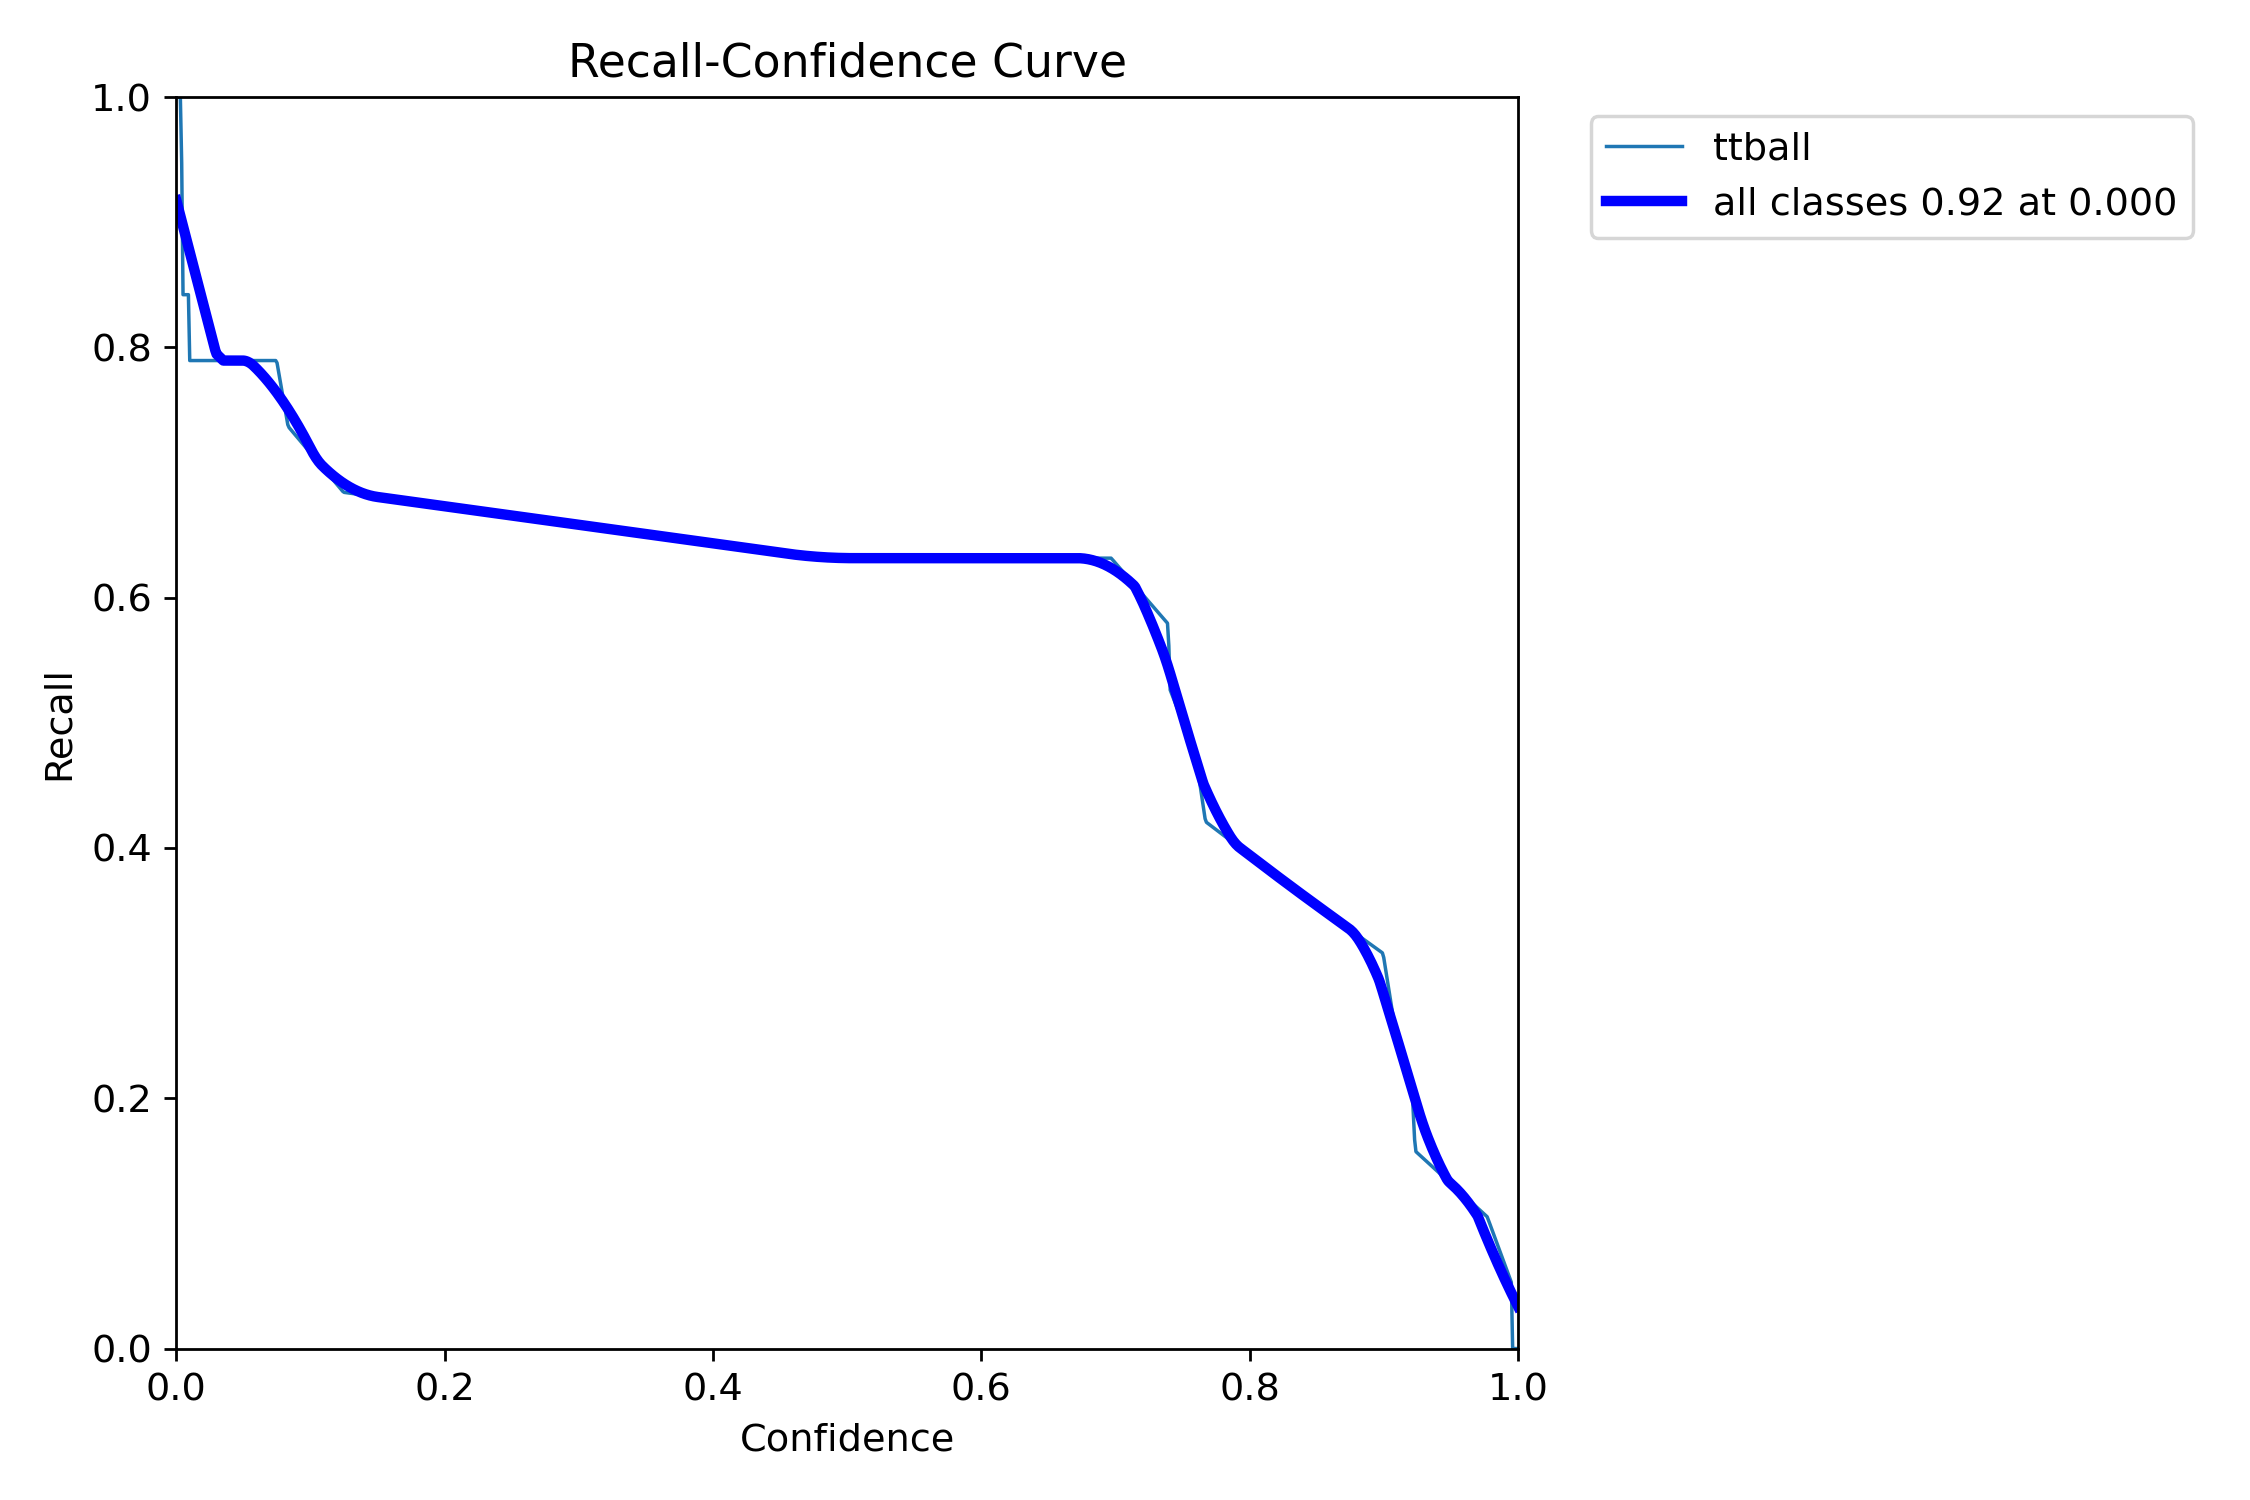 Recall-Confidence Curve
1.0
0.8
0.6
0.4
0.2
0.0
Recall
0.0 0.2 0.4 0.6 0.8 1.0
Confidence
ttball
all classes 0.92 at 0.000